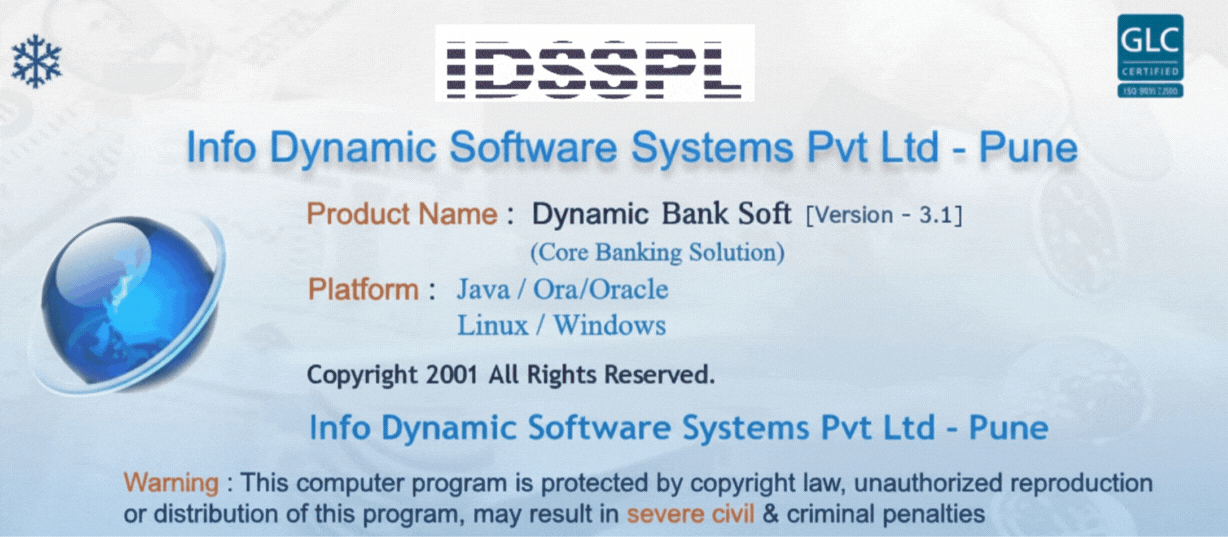 IDSSPL
GLC
CERTIFIED
Info Dynamic Software Systems Pvt Ltd - Pune
Product Name : Dynamic Bank Soft [Version - 3.1]
(Core Banking Solution)
Platform : Java / Ora/Oracle
Linux / Windows
Copyright 2001 All Rights Reserved.
Info Dynamic Software Systems Pvt Ltd - Pune
Warning : This computer program is protected by copyright law, unauthorized reproduction
or distribution of this program, may result in severe civil & criminal penalties